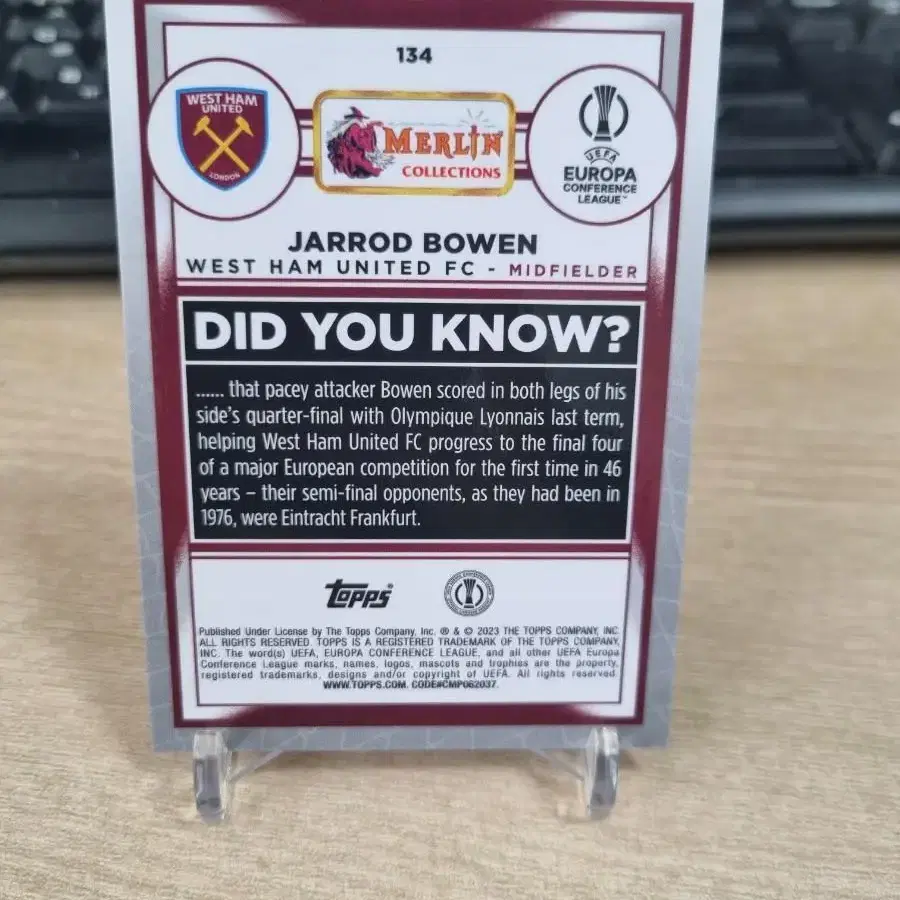 134
WEST HAM
UNITED
LONDON
MERLIN
COLLECTIONS
UEFA
EUROPA
CONFERENCE
LEAGUE™
JARROD BOWEN
WEST HAM UNITED FC - MIDFIELDER
DID YOU KNOW?
...... that pacey attacker Bowen scored in both legs of his
side's quarter-final with Olympique Lyonnais last term,
helping West Ham United FC progress to the final four
of a major European competition for the first time in 46
years – their semi-final opponents, as they had been in
1976, were Eintracht Frankfurt.
topps®
Published Under License by The Topps Company, Inc. ® & © 2023 THE TOPPS COMPANY, INC.
ALL RIGHTS RESERVED. TOPPS IS A REGISTERED TRADEMARK OF THE TOPPS COMPANY,
INC. The word(s) UEFA, EUROPA CONFERENCE LEAGUE, and all other UEFA Europa
Conference League marks, names, logos, mascots and trophies are the property,
registered trademarks, designs and/or copyright of UEFA. All rights reserved.
WWW.TOPPS.COM. CODE#CMP062037.